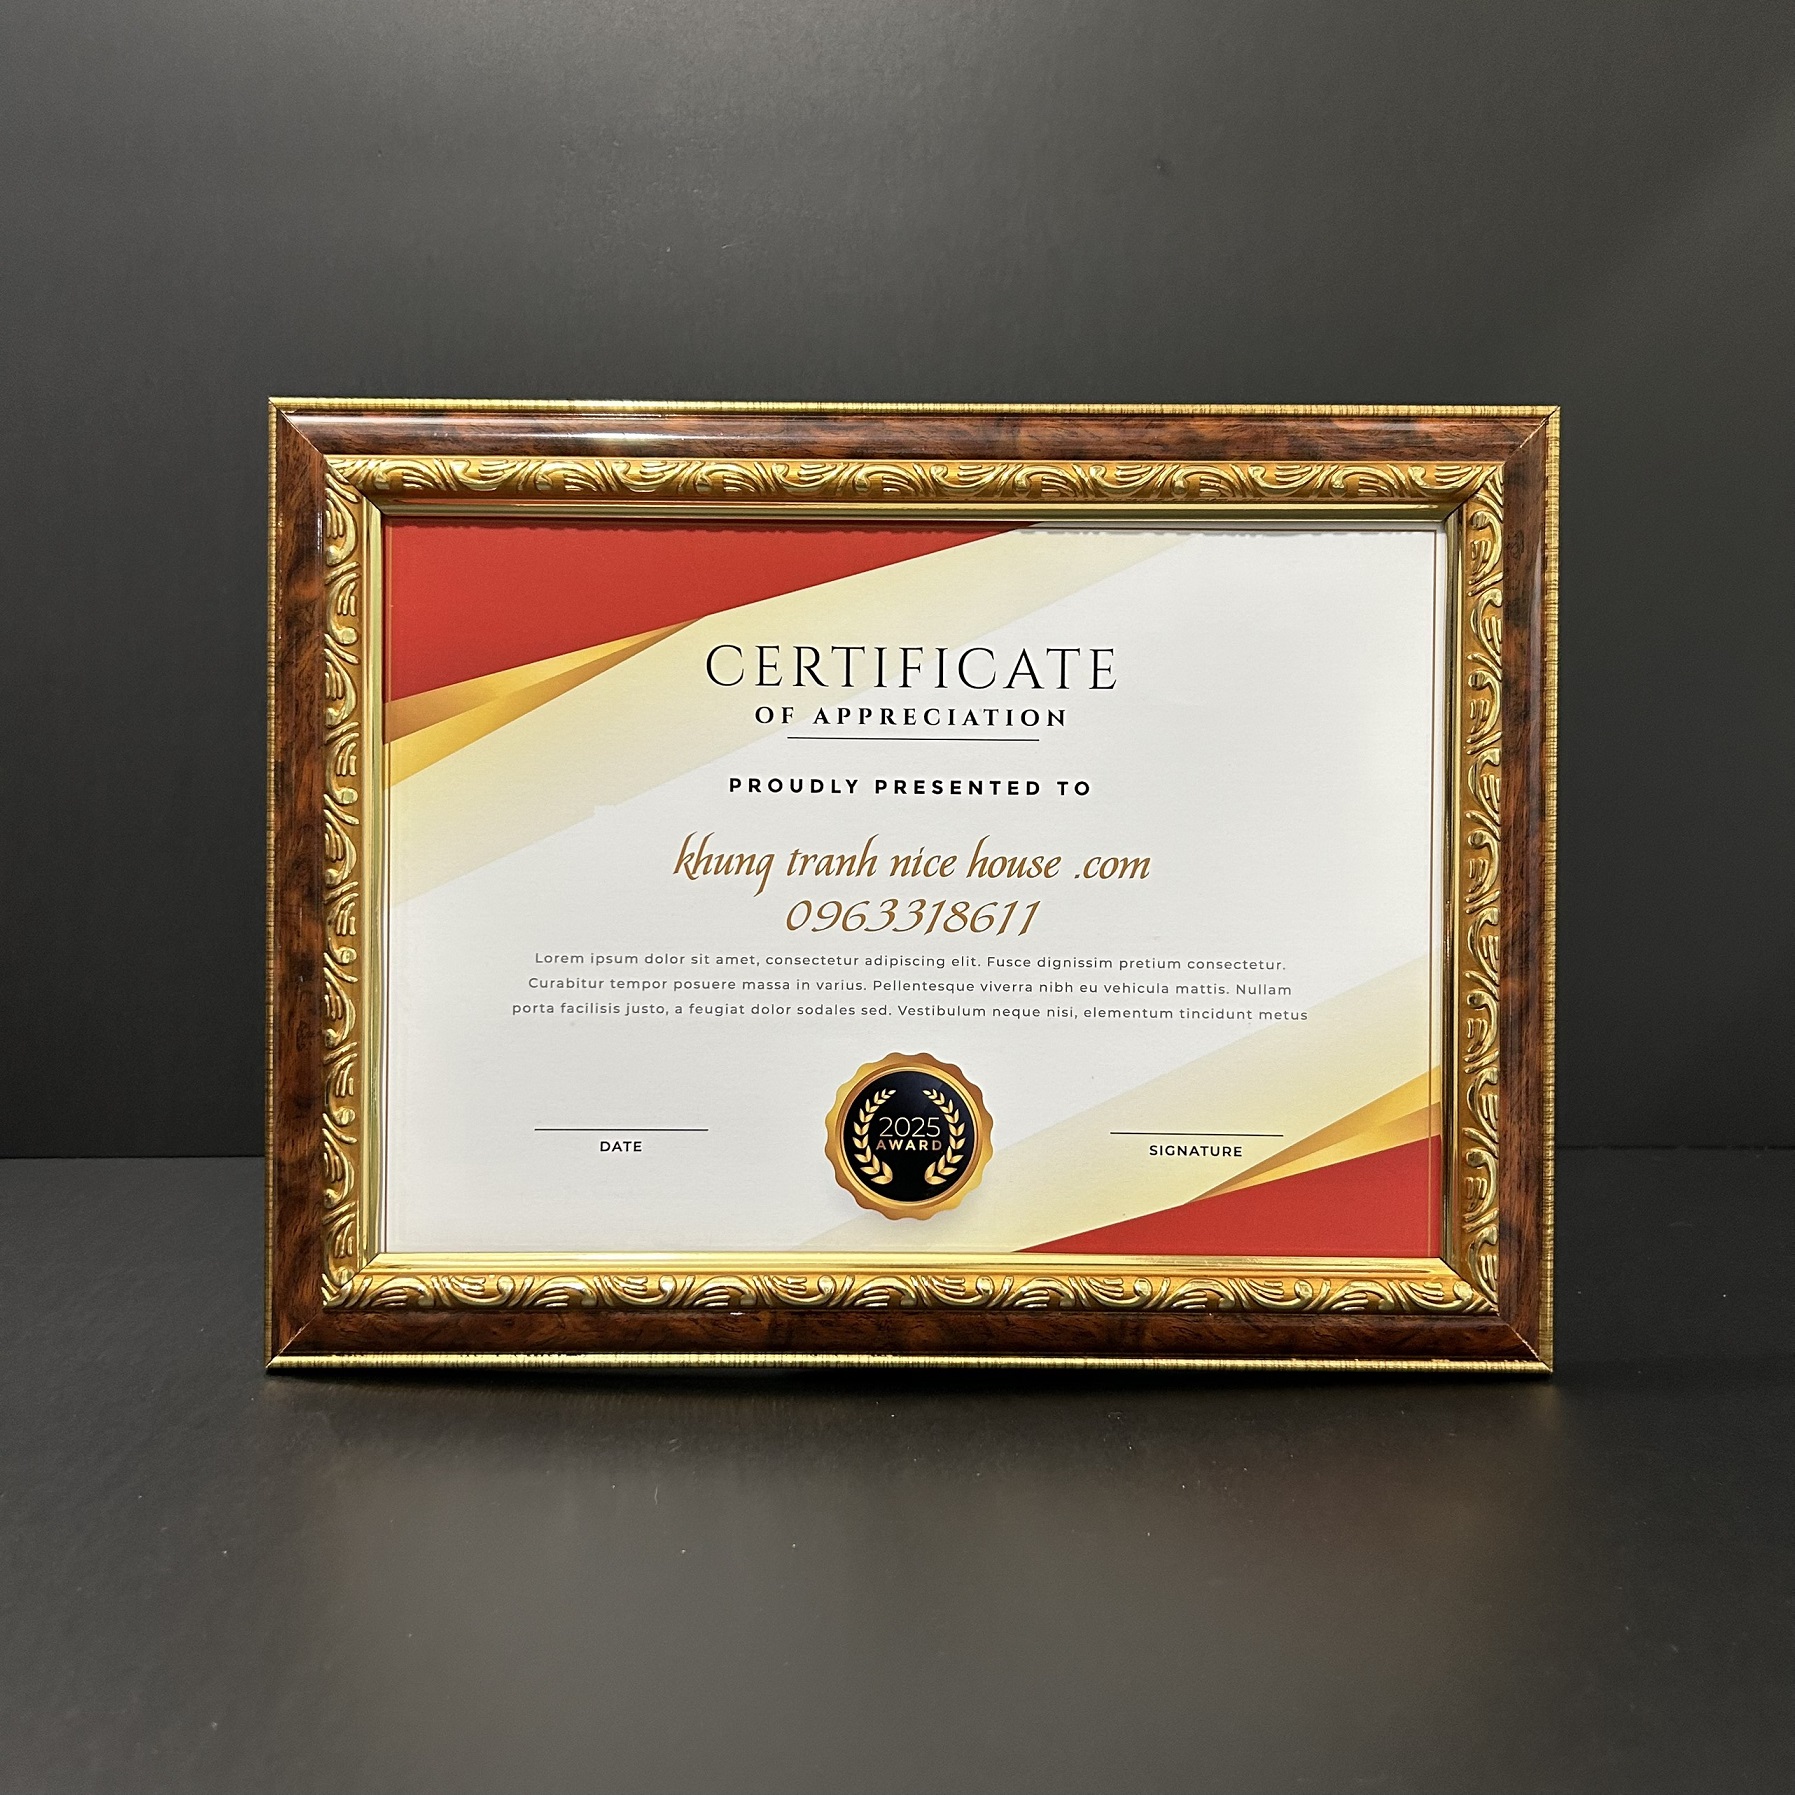 CERTIFICATE
OF APPRECIATION
PROUDLY PRESENTED TO
khung tranh nice house .com
0963318611
Lorem ipsum dolor sit amet, consectetur adipiscing elit. Fusce dignissim pretium consectetur.
Curabitur tempor posuere massa in varius. Pellentesque viverra nibh eu vehicula mattis. Nullam
porta facilisis justo, a feugiat dolor sodales sed. Vestibulum neque nisi, elementum tincidunt metus
2025
AWARD
DATE
SIGNATURE